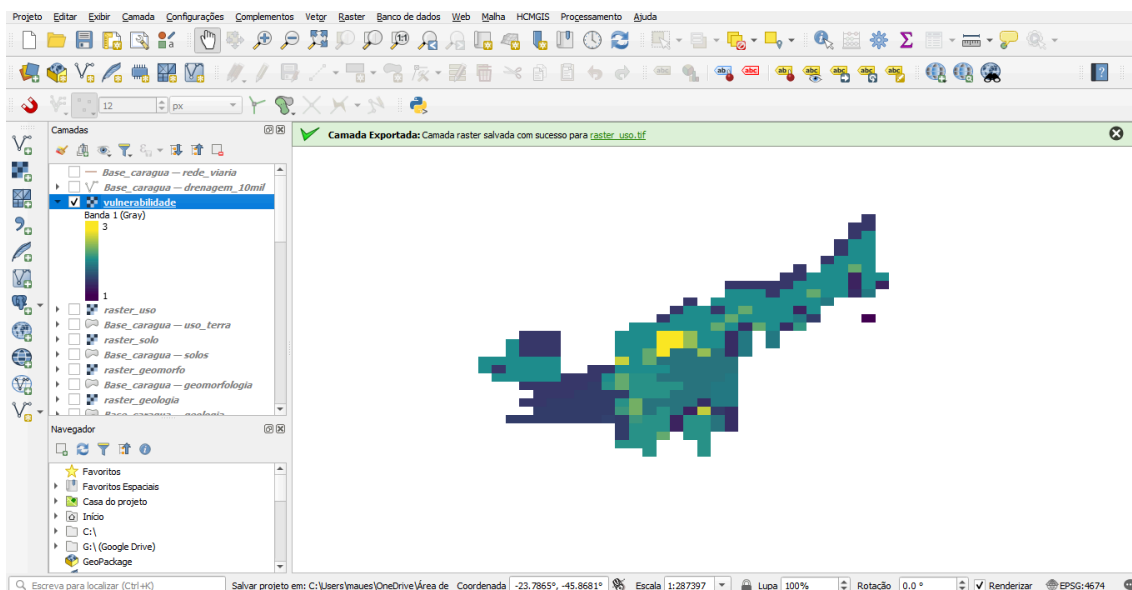 Projeto Editar Exibir Camada Configurações Complementos Vetor Raster Banco de dados Web Malha HCMGIS Processamento Ajuda
12 px
Camadas
Camada Exportada: Camada raster salvada com sucesso para raster_uso.tif
Base_caragua — rede_viaria
Base_caragua — drenagem_10mil
vulnerabilidade
Banda 1 (Gray)
3
1
raster_uso
Base_caragua — uso_terra
raster_solo
Base_caragua — solos
raster_geomorfo
Base_caragua — geomorfologia
raster_geologia
Base_caragua — geologia
Navegador
Favoritos
Favoritos Espaciais
Casa do projeto
Início
C:\
G:\ (Google Drive)
GeoPackage
Escreva para localizar (Ctrl+K) Salvar projeto em: C:\Users\maues\OneDrive\Área de Coordenada -23.7865°, -45.8681° Escala 1:287397 Lupa 100% Rotação 0.0 ° Renderizar EPSG:4674